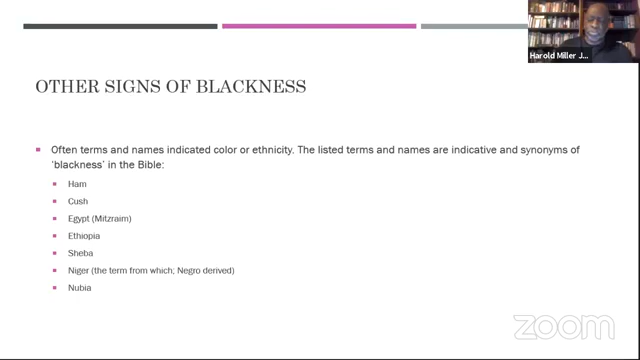 Harold Miller J...
OTHER SIGNS OF BLACKNESS
Often terms and names indicated color or ethnicity. The listed terms and names are indicative and synonyms of
‘blackness’ in the Bible:
Ham
Cush
Egypt (Mitzraim)
Ethiopia
Sheba
Niger (the term from which; Negro derived)
Nubia
zoom